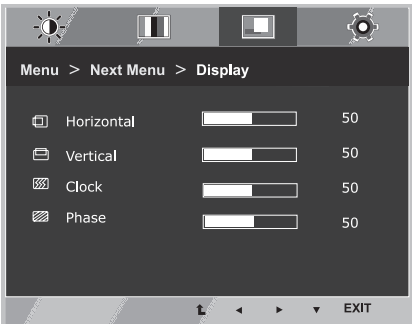 Menu > Next Menu > Display
Horizontal 50
Vertical 50
Clock 50
Phase 50
EXIT